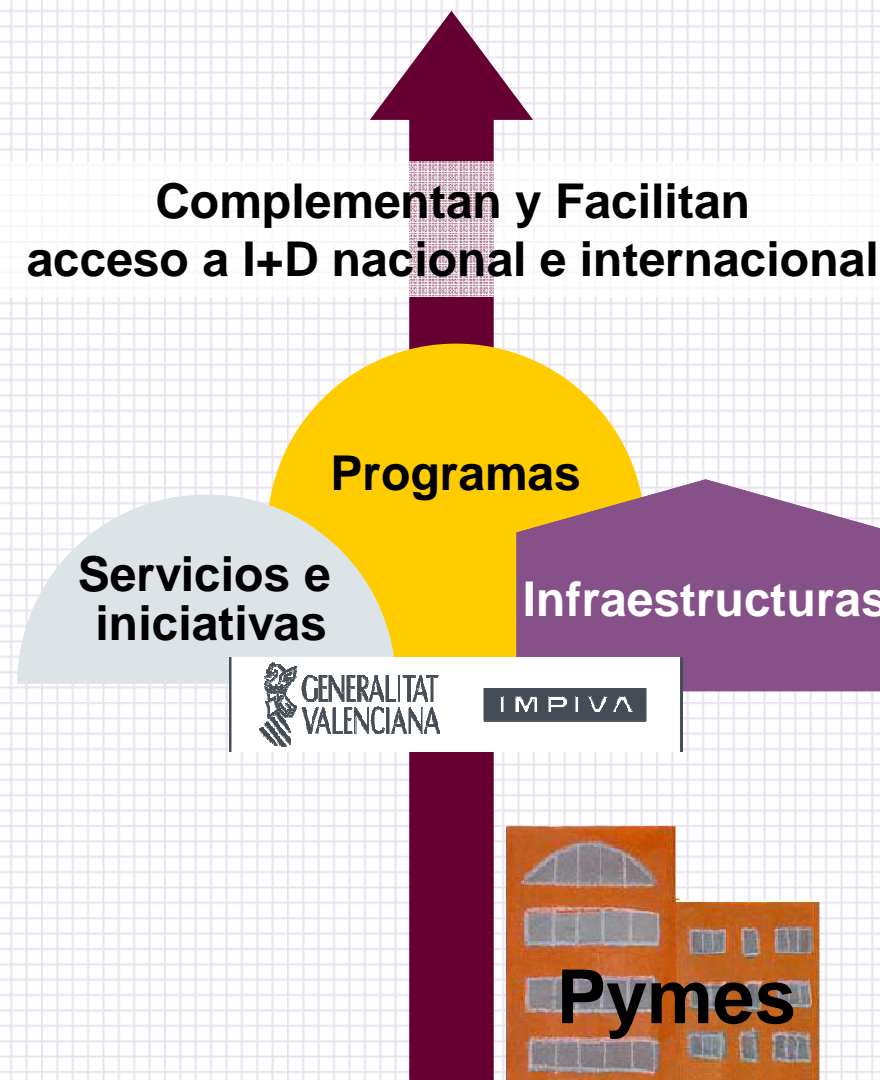 Complementan y Facilitan
acceso a I+D nacional e internacional
Programas
Servicios e
iniciativas
Infraestructuras
GENERALITAT
VALENCIANA
IMPIVA
Pymes